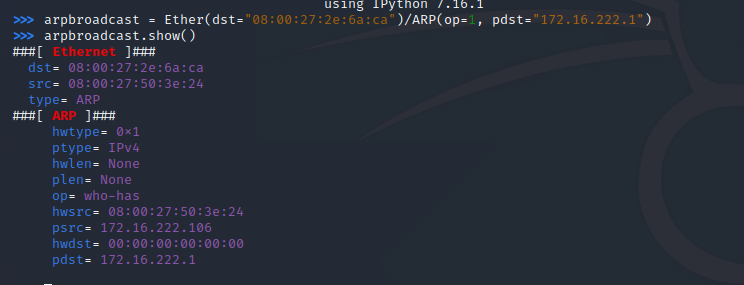 using IPython 7.16.1
>>> arpbroadcast = Ether(dst="08:00:27:2e:6a:ca")/ARP(op=1, pdst="172.16.222.1")
>>> arpbroadcast.show()
###[ Ethernet ]###
  dst= 08:00:27:2e:6a:ca
  src= 08:00:27:50:3e:24
  type= ARP
###[ ARP ]###
     hwtype= 0×1
     ptype= IPv4
     hwlen= None
     plen= None
     op= who-has
     hwsrc= 08:00:27:50:3e:24
     psrc= 172.16.222.106
     hwdst= 00:00:00:00:00:00
     pdst= 172.16.222.1